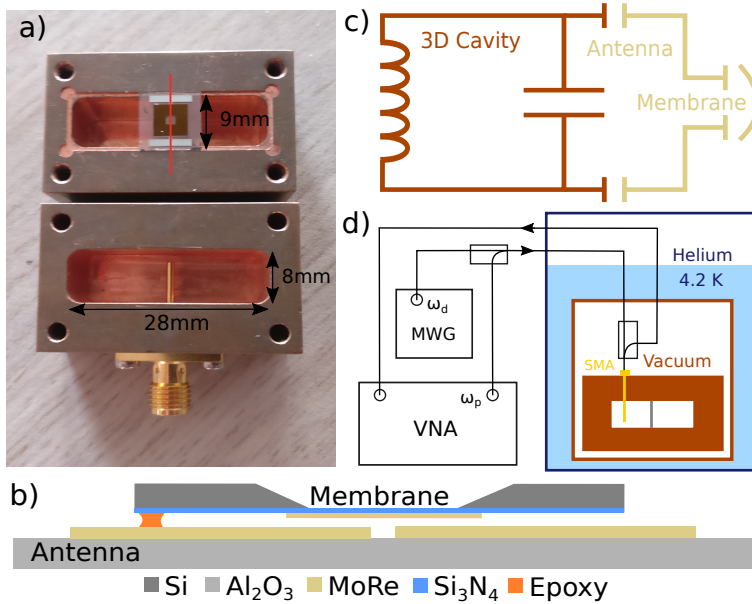 a)
9mm
8mm
28mm
c)
3D Cavity
Antenna
Membrane
d)
Helium
4.2 K
ω_d
MWG
SMA
Vacuum
ω_p
VNA
b)
Membrane
Antenna
Si Al₂O₃ MoRe Si₃N₄ Epoxy